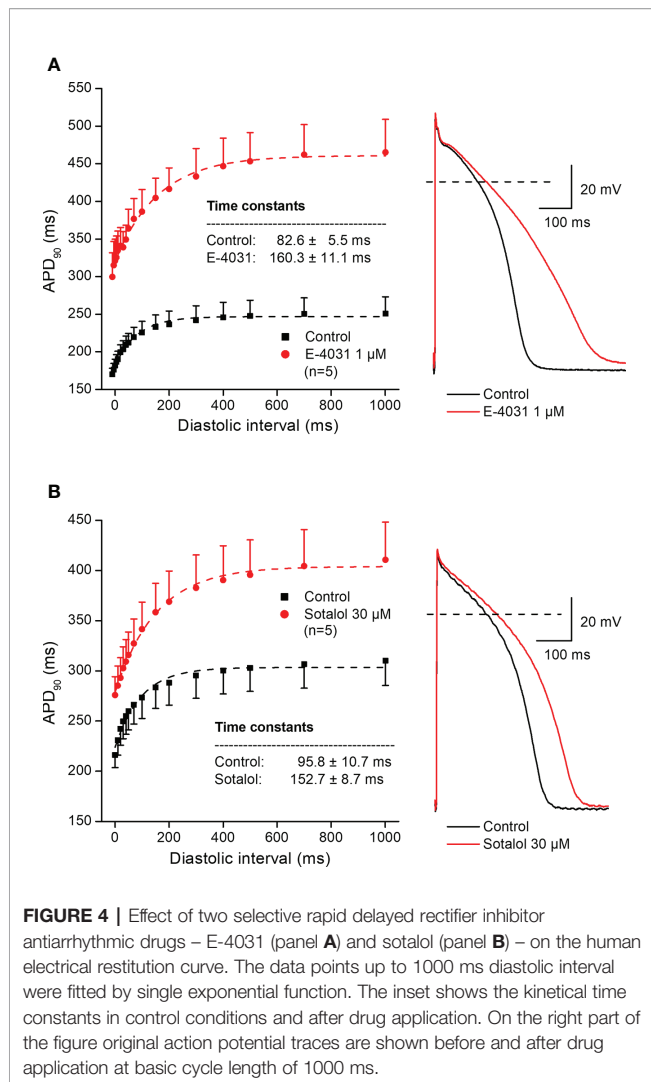 A
550
500
450
400
350
300
250
200
150
APD90 (ms)
Time constants
Control: 82.6 ± 5.5 ms
E-4031: 160.3 ± 11.1 ms
Control
E-4031 1 µM
(n=5)
0 200 400 600 800 1000
Diastolic interval (ms)
20 mV
100 ms
Control
E-4031 1 µM
B
450
400
350
300
250
200
150
APD90 (ms)
Control
Sotalol 30 µM
(n=5)
Time constants
Control: 95.8 ± 10.7 ms
Sotalol: 152.7 ± 8.7 ms
0 200 400 600 800 1000
Diastolic interval (ms)
20 mV
100 ms
Control
Sotalol 30 µM
FIGURE 4 | Effect of two selective rapid delayed rectifier inhibitor
antiarrhythmic drugs – E-4031 (panel A) and sotalol (panel B) – on the human
electrical restitution curve. The data points up to 1000 ms diastolic interval
were fitted by single exponential function. The inset shows the kinetical time
constants in control conditions and after drug application. On the right part of
the figure original action potential traces are shown before and after drug
application at basic cycle length of 1000 ms.